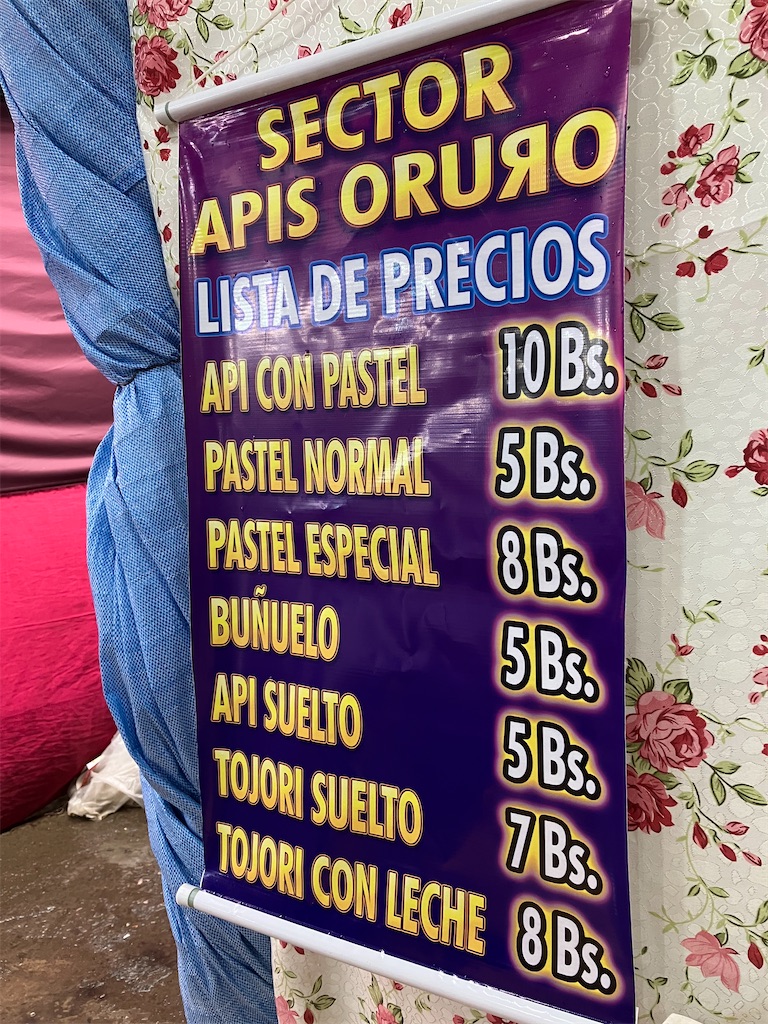 SECTOR
APIS ORUЯO
LISTA DE PRECIOS
API CON PASTEL 10 Bs.
PASTEL NORMAL 5 Bs.
PASTEL ESPECIAL 8 Bs.
BUÑUELO 5 Bs.
API SUELTO 5 Bs.
TOJORI SUELTO 7 Bs.
TOJORI CON LECHE 8 Bs.